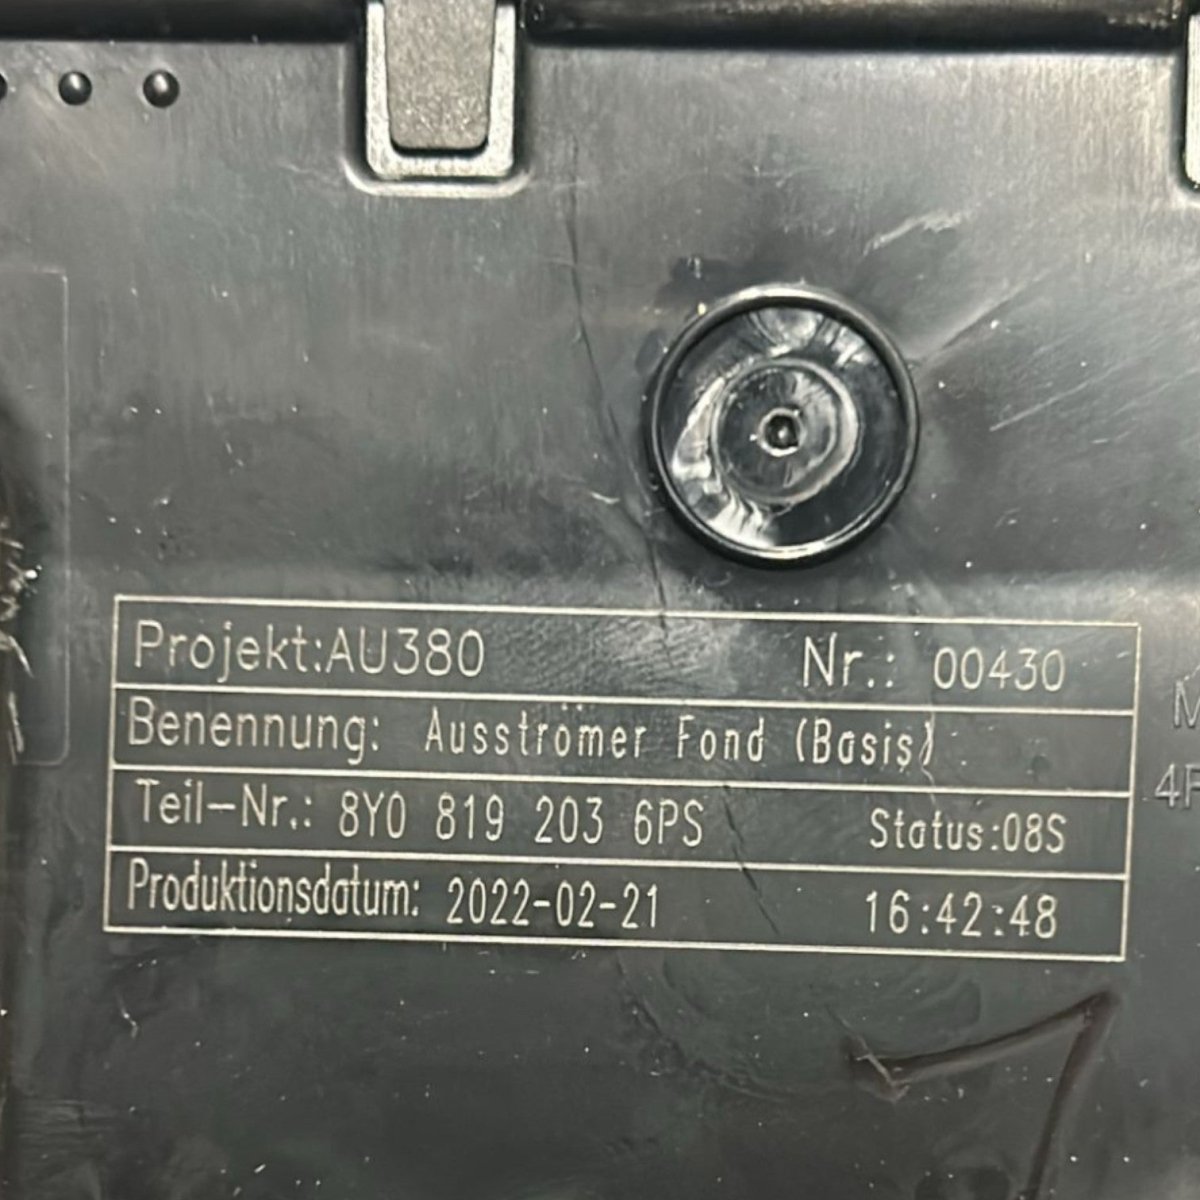 Projekt:AU380 Nr.: 00430
Benennung: Ausströmer Fond (Basis)
Teil-Nr.: 8Y0 819 203 6PS Status:08S
Produktionsdatum: 2022-02-21 16:42:48